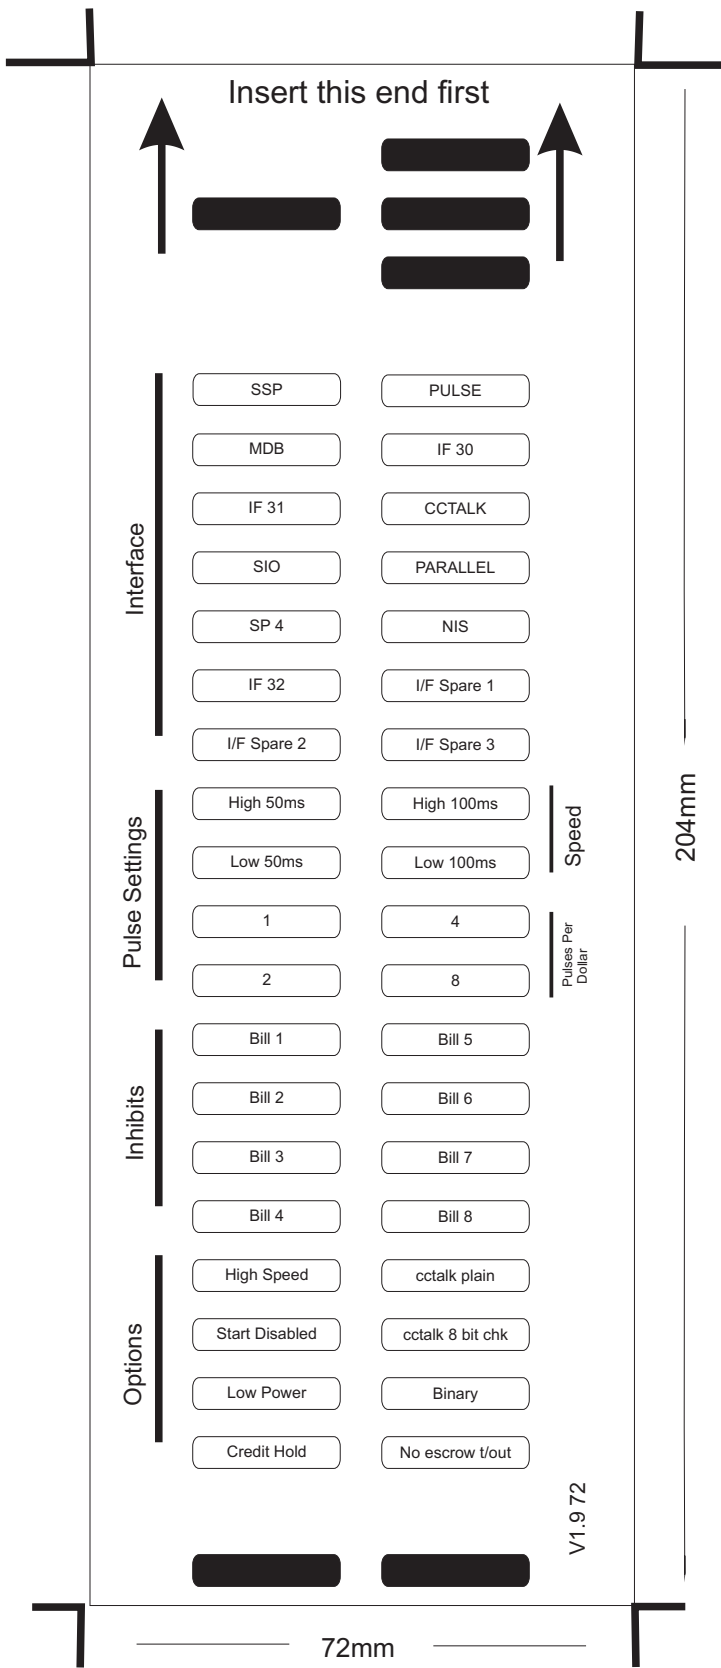 Insert this end first
Interface
SSP
PULSE
MDB
IF 30
IF 31
CCTALK
SIO
PARALLEL
SP 4
NIS
IF 32
I/F Spare 1
I/F Spare 2
I/F Spare 3
Pulse Settings
High 50ms
High 100ms
Speed
Low 50ms
Low 100ms
1
4
Pulses Per
Dollar
2
8
Inhibits
Bill 1
Bill 5
Bill 2
Bill 6
Bill 3
Bill 7
Bill 4
Bill 8
Options
High Speed
cctalk plain
Start Disabled
cctalk 8 bit chk
Low Power
Binary
Credit Hold
No escrow t/out
V1.9 72
204mm
72mm